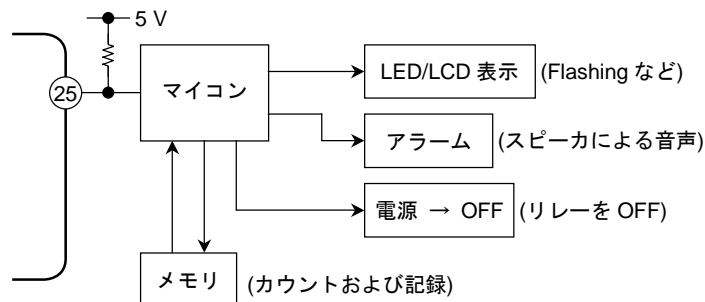 5 V
25
マイコン
LED/LCD 表示 (Flashing など)
アラーム (スピーカによる音声)
電源 → OFF (リレーを OFF)
メモリ (カウントおよび記録)